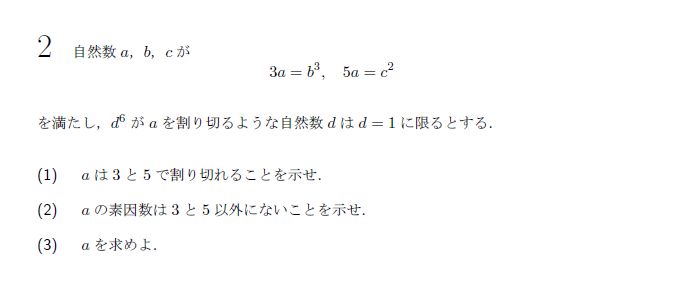 2 自然数 a, b, c が
3a = b³, 5a = c²
を満たし, d⁶ が a を割り切るような自然数 d は d = 1 に限るとする.
(1) a は 3 と 5 で割り切れることを示せ.
(2) a の素因数は 3 と 5 以外にないことを示せ.
(3) a を求めよ.